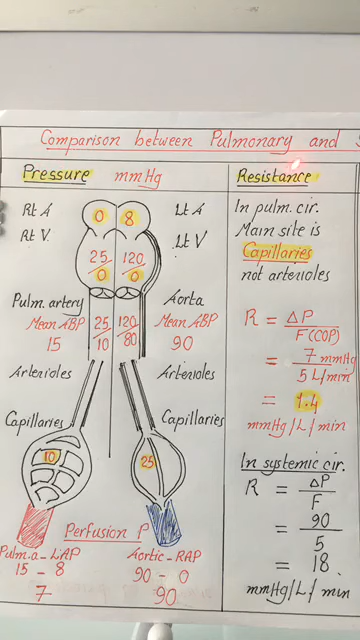 Comparison between Pulmonary and
Pressure mmHg
Rt A 0 8 Lt A
Rt V. Lt V
25/0 120/0
Pulm. artery Aorta
Mean ABP 25/10 120/80 Mean ABP
15 90
Arterioles Arterioles
Capillaries Capillaries
10 25
Perfusion P
Pulm.a - LAP Aortic - RAP
15 - 8 90 - 0
7 90
Resistance
In pulm. cir.
Main site is
Capillaries
not arterioles
R = ΔP / F(COP)
= 7 mmHg / 5 L/min
= 1.4
mmHg/L/min
In systemic cir.
R = ΔP / F
= 90 / 5
= 18
mmHg/L/min